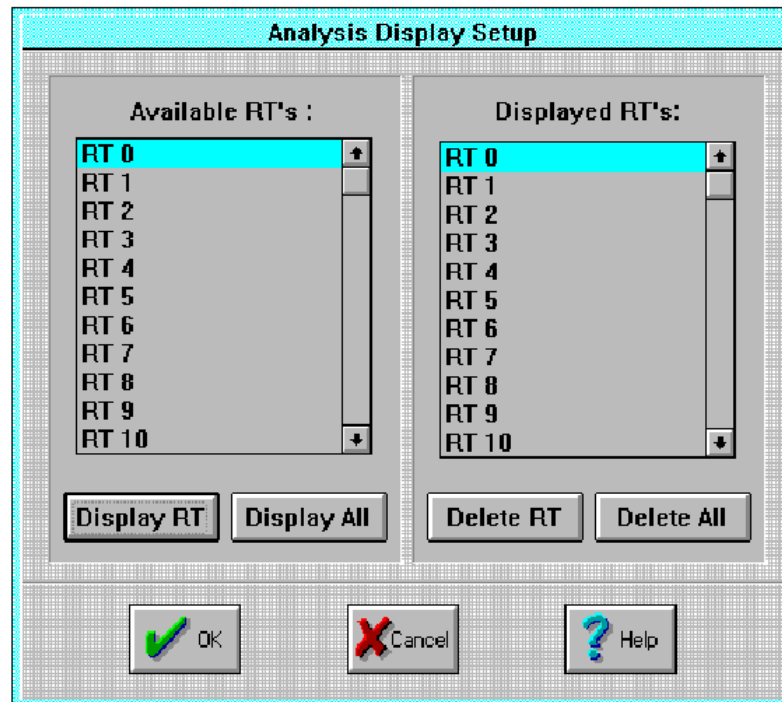 Analysis Display Setup
Available RT's :
RT 0
RT 1
RT 2
RT 3
RT 4
RT 5
RT 6
RT 7
RT 8
RT 9
RT 10
Display RT
Display All
Displayed RT's:
RT 0
RT 1
RT 2
RT 3
RT 4
RT 5
RT 6
RT 7
RT 8
RT 9
RT 10
Delete RT
Delete All
OK
Cancel
Help